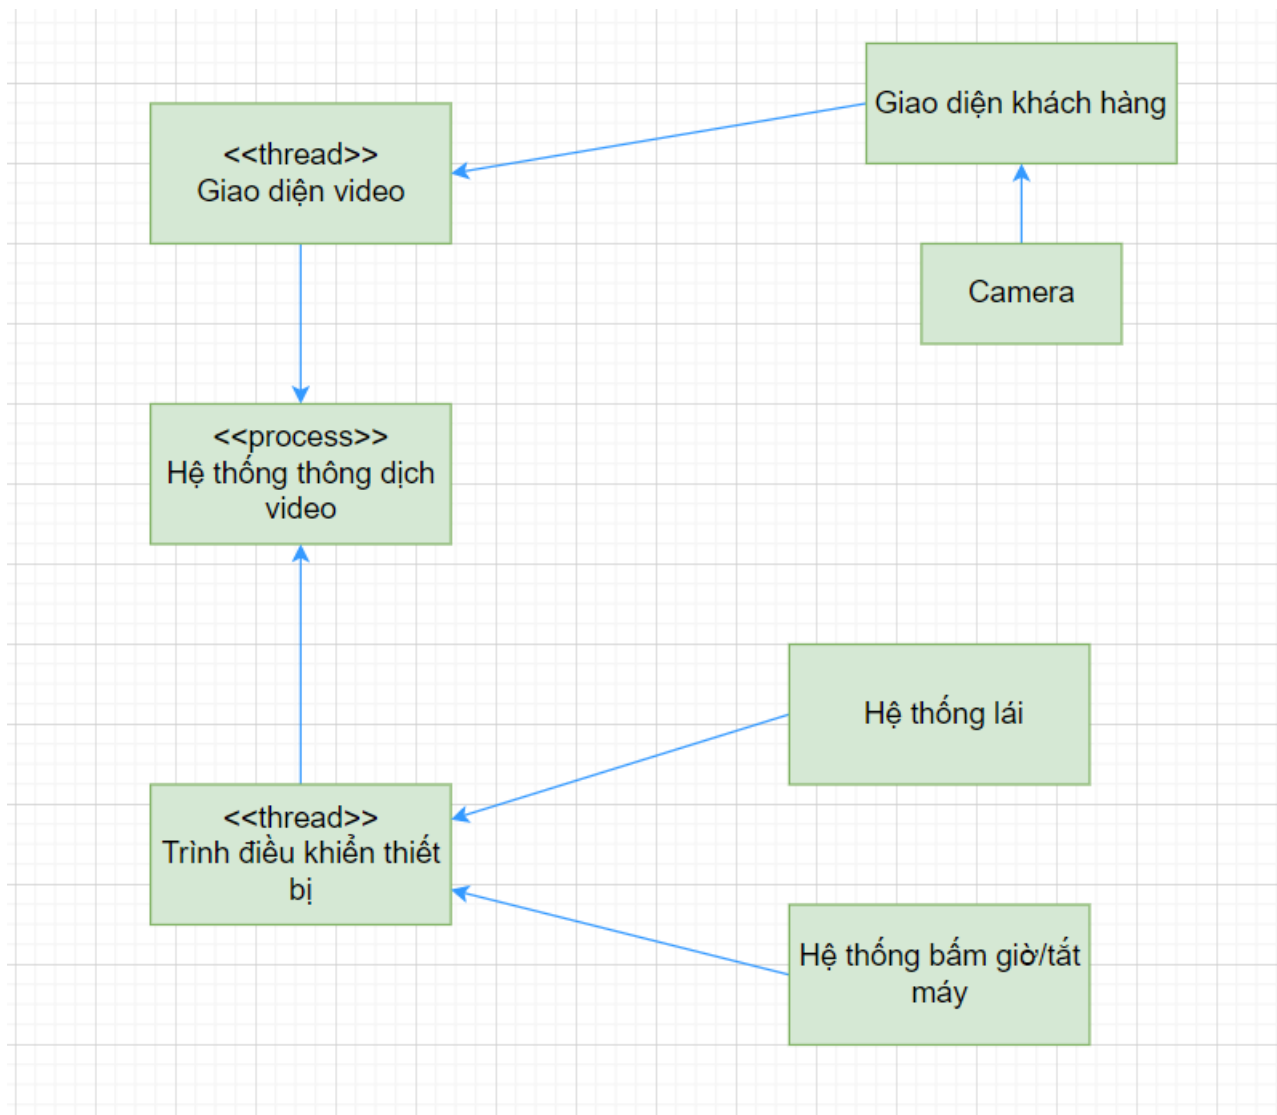 <<thread>>
Giao diện video
Giao diện khách hàng
Camera
<<process>>
Hệ thống thông dịch
video
Hệ thống lái
<<thread>>
Trình điều khiển thiết
bị
Hệ thống bấm giờ/tắt
máy